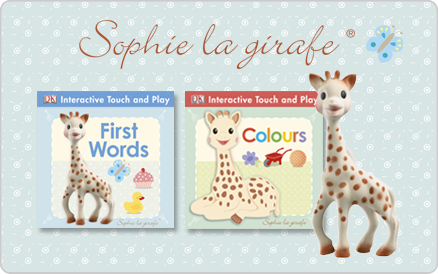 Sophie la girafe®
DK Interactive Touch and Play
First
Words
Sophie la girafe
DK Interactive Touch and Play
Colours
Sophie la girafe